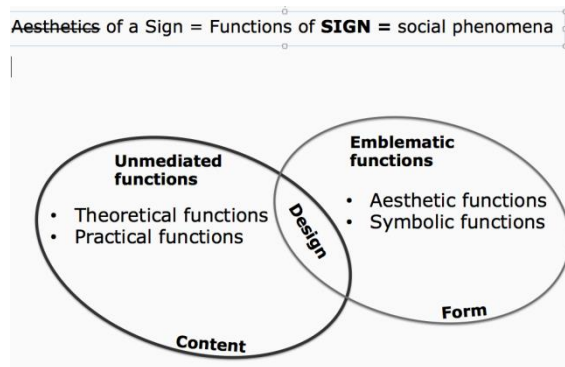 Aesthetics of a Sign = Functions of SIGN = social phenomena
Unmediated
functions
• Theoretical functions
• Practical functions
Content
Design
Emblematic
functions
• Aesthetic functions
• Symbolic functions
Form